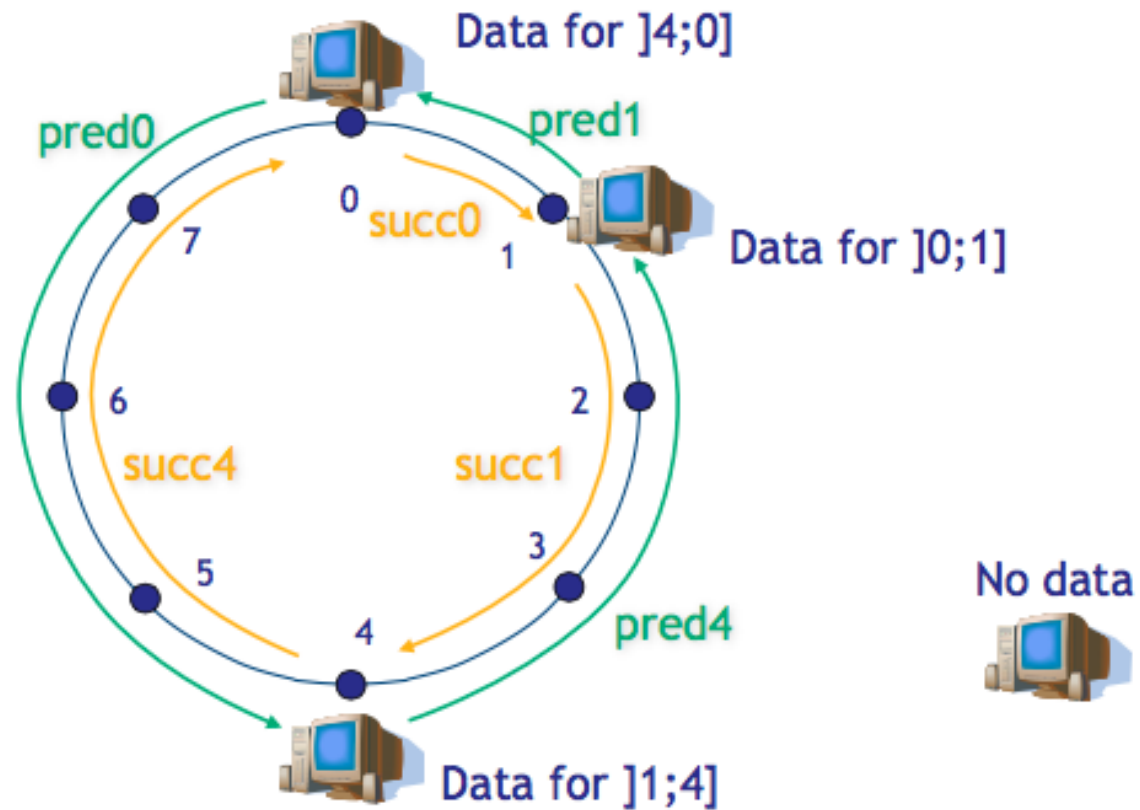 Data for ]4;0]
pred0
pred1
0
succ0
7
1
Data for ]0;1]
6
2
succ4
succ1
3
5
No data
4
pred4
Data for ]1;4]